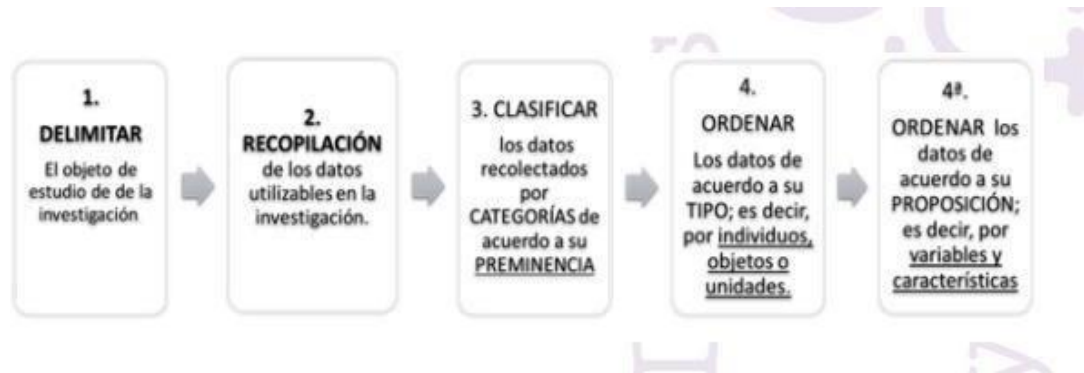 1.
DELIMITAR
El objeto de
estudio de de la
investigación
2.
RECOPILACIÓN
de los datos
utilizables en la
investigación.
3. CLASIFICAR
los datos
recolectados
por
CATEGORÍAS de
acuerdo a su
PREMINENCIA
4.
ORDENAR
Los datos de
acuerdo a su
TIPO; es decir,
por individuos,
objetos o
unidades.
4ª.
ORDENAR los
datos de
acuerdo a su
PROPOSICIÓN;
es decir, por
variables y
características